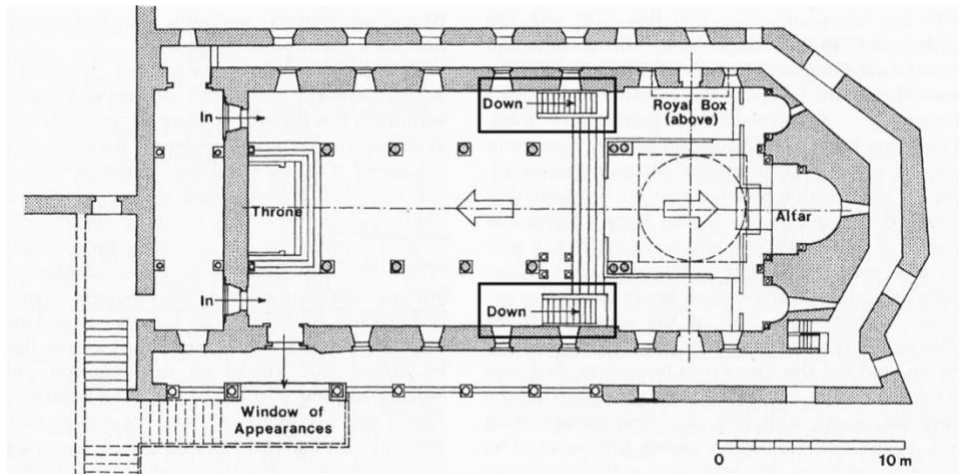 Down
Royal Box
(above)
In
Throne
Altar
In
Down
Window of
Appearances
0
10 m